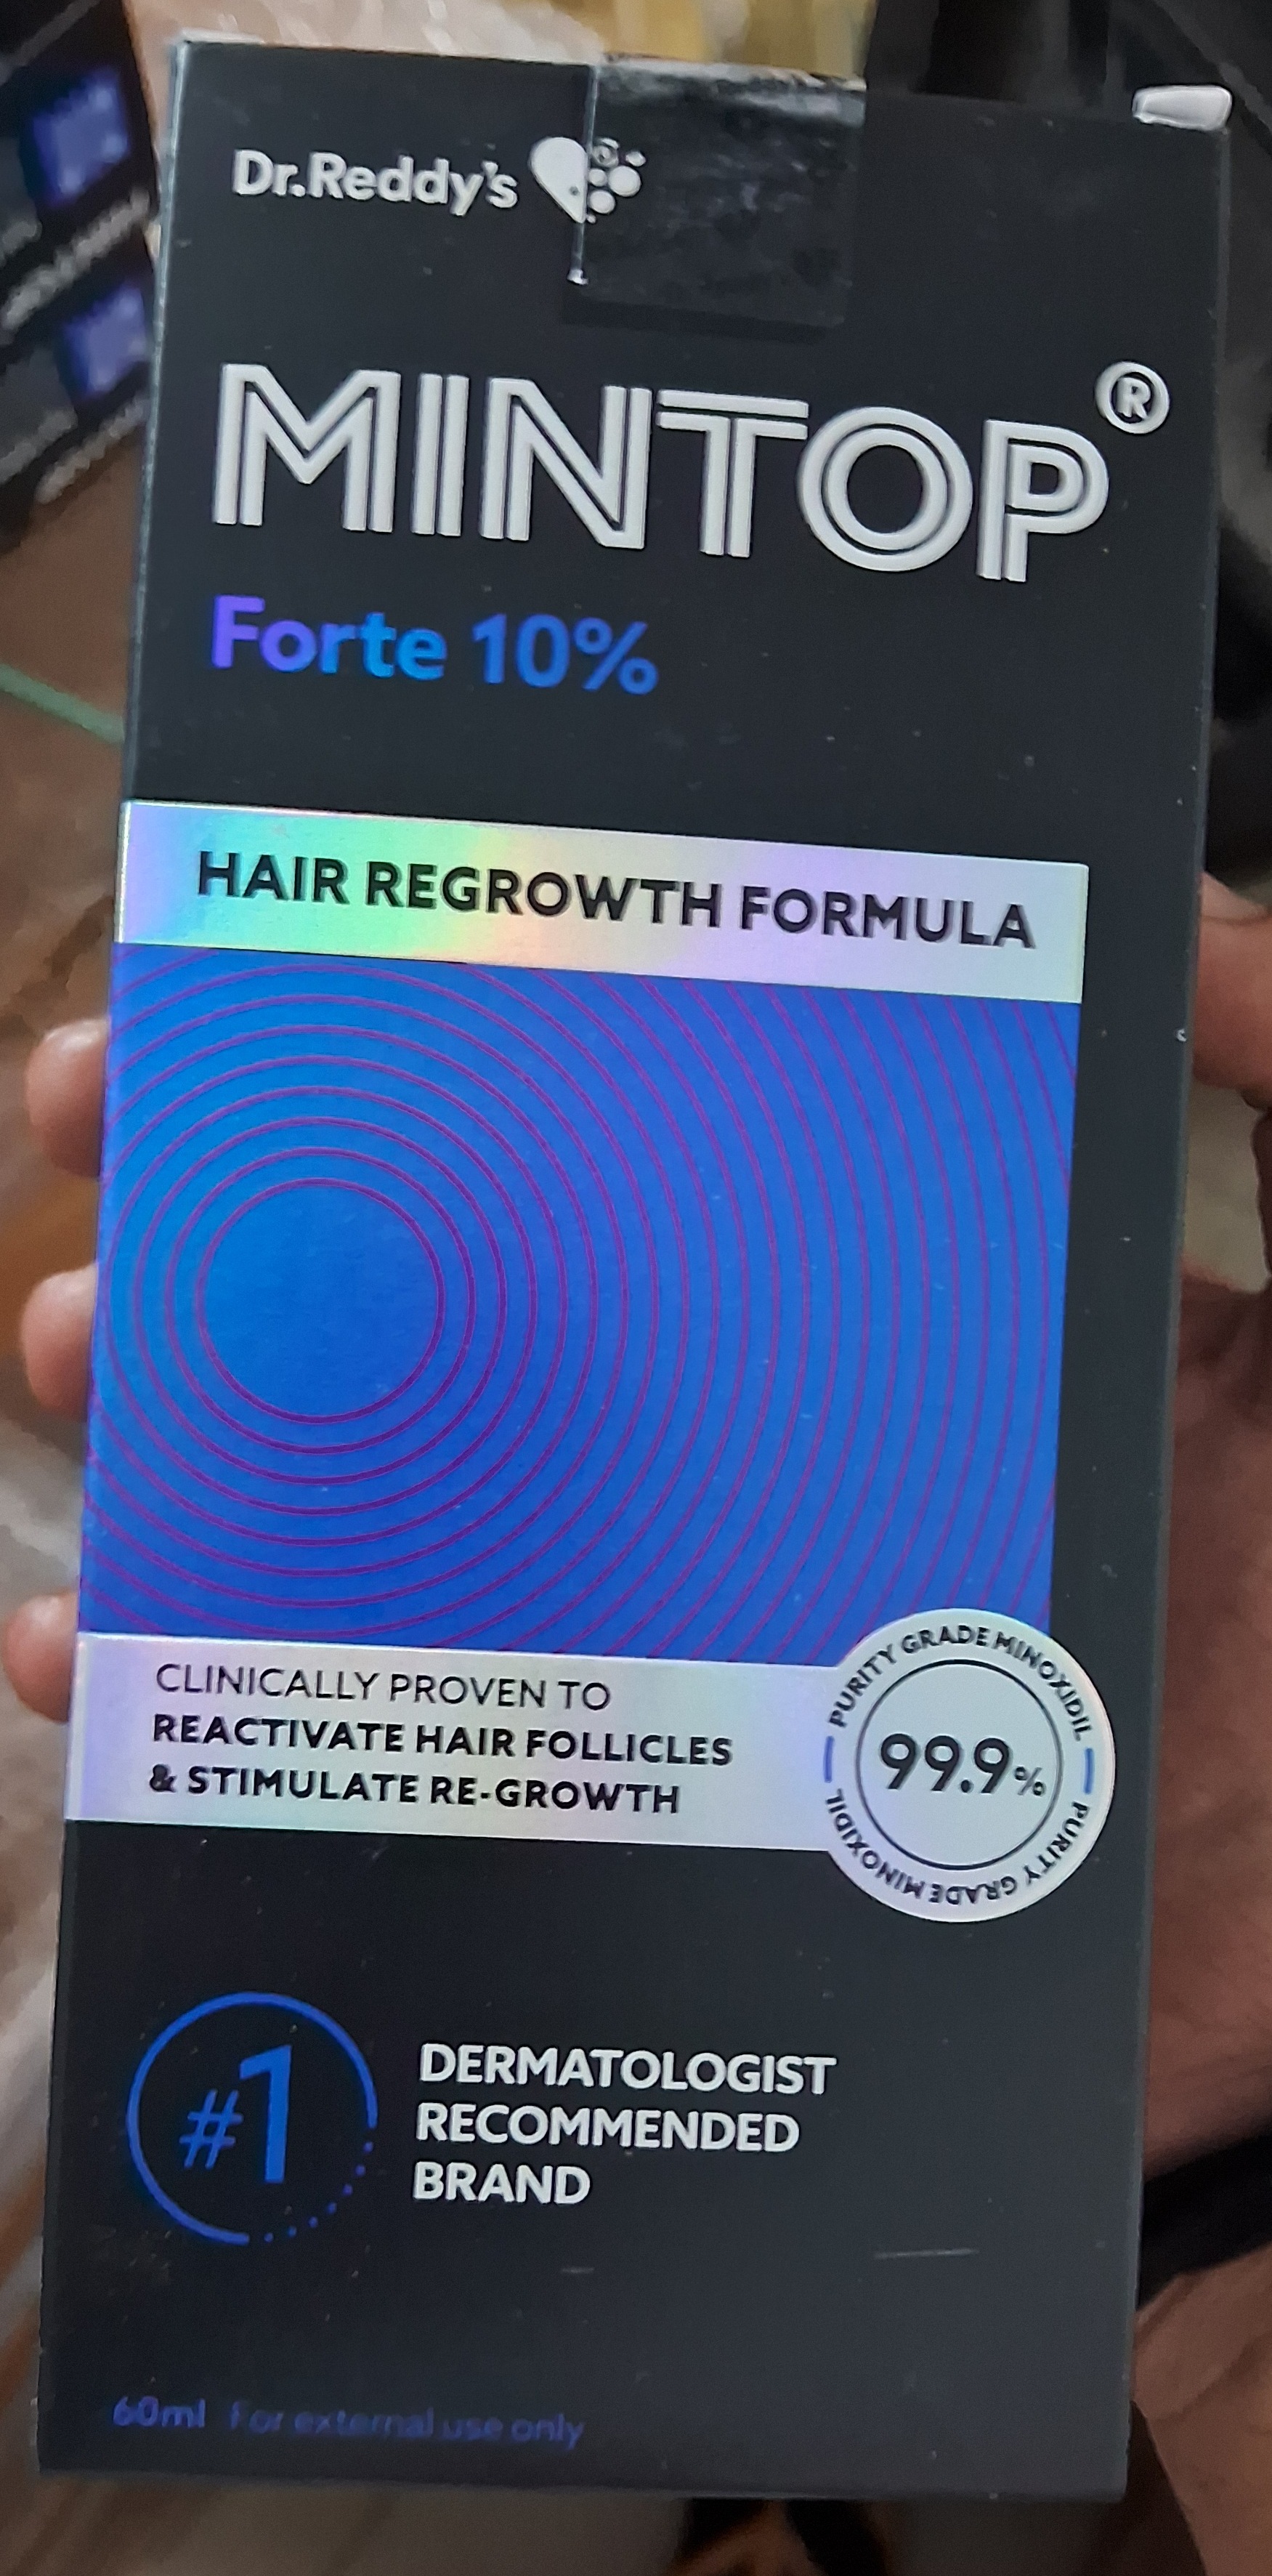 Dr.Reddy's
MINTOP®
Forte 10%
HAIR REGROWTH FORMULA
CLINICALLY PROVEN TO
REACTIVATE HAIR FOLLICLES
& STIMULATE RE-GROWTH
PURITY GRADE MINOXIDIL
99.9%
PURITY GRADE MINOXIDIL
#1
DERMATOLOGIST
RECOMMENDED
BRAND
60ml For external use only